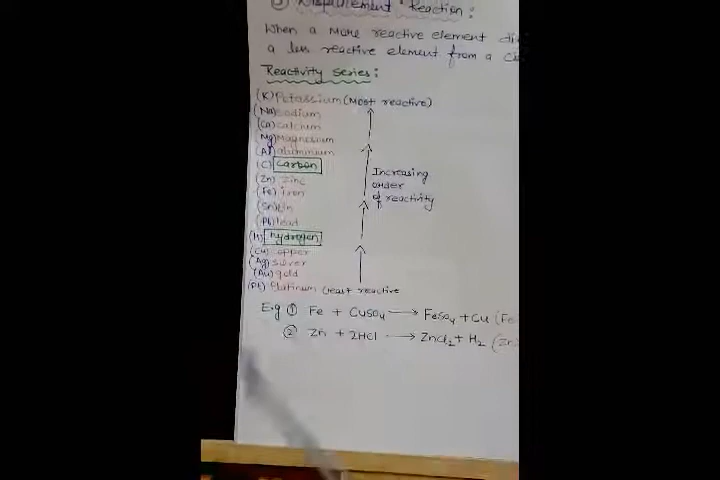 ③ Displacement Reaction:
When a more reactive element
a less reactive element from a
Reactivity series:
(K) Potassium (Most reactive)
(Na) Sodium
(Ca) calcium
(Mg) Magnesium
(Al) aluminium
(C) Carbon
(Zn) Zinc
(Fe) iron
(Sn) tin
(Pb) lead
(H) hydrogen
(Cu) copper
(Ag) silver
(Au) gold
(Pt) Platinum Least reactive
Increasing
order
of reactivity
E.g ① Fe + CuSO4 → FeSO4 + Cu (Fe
② Zn + 2HCl → ZnCl2 + H2 (Zn